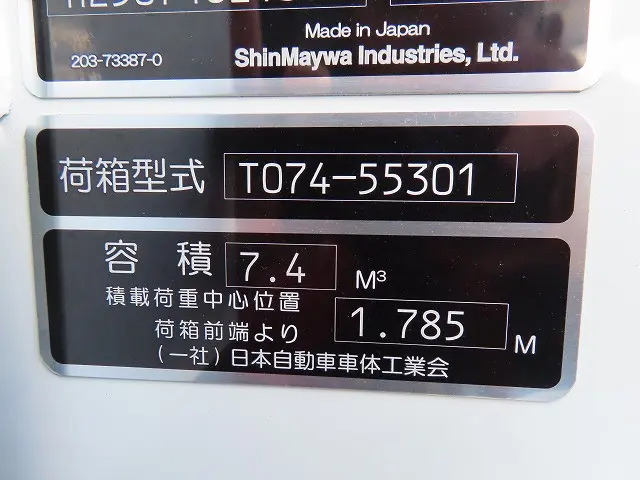 Made in Japan
203-73387-0 ShinMaywa Industries, Ltd.
荷箱型式 T074-55301
容積 7.4 M³
積載荷重中心位置
荷箱前端より 1.785 M
(一社)日本自動車車体工業会